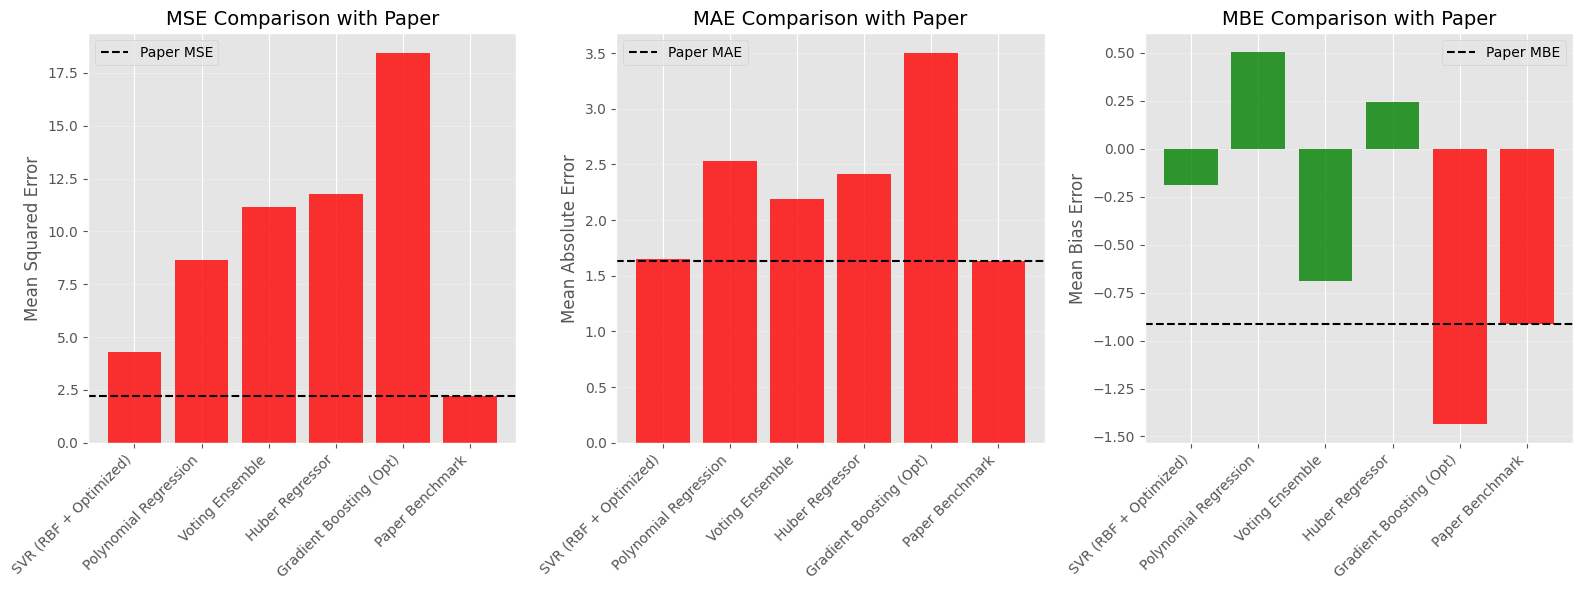 MSE Comparison with Paper
Paper MSE
Mean Squared Error
17.5
15.0
12.5
10.0
7.5
5.0
2.5
0.0
SVR (RBF + Optimized)
Polynomial Regression
Voting Ensemble
Huber Regressor
Gradient Boosting (Opt)
Paper Benchmark
MAE Comparison with Paper
Paper MAE
Mean Absolute Error
3.5
3.0
2.5
2.0
1.5
1.0
0.5
0.0
SVR (RBF + Optimized)
Polynomial Regression
Voting Ensemble
Huber Regressor
Gradient Boosting (Opt)
Paper Benchmark
MBE Comparison with Paper
Paper MBE
Mean Bias Error
0.50
0.25
0.00
−0.25
−0.50
−0.75
−1.00
−1.25
−1.50
SVR (RBF + Optimized)
Polynomial Regression
Voting Ensemble
Huber Regressor
Gradient Boosting (Opt)
Paper Benchmark